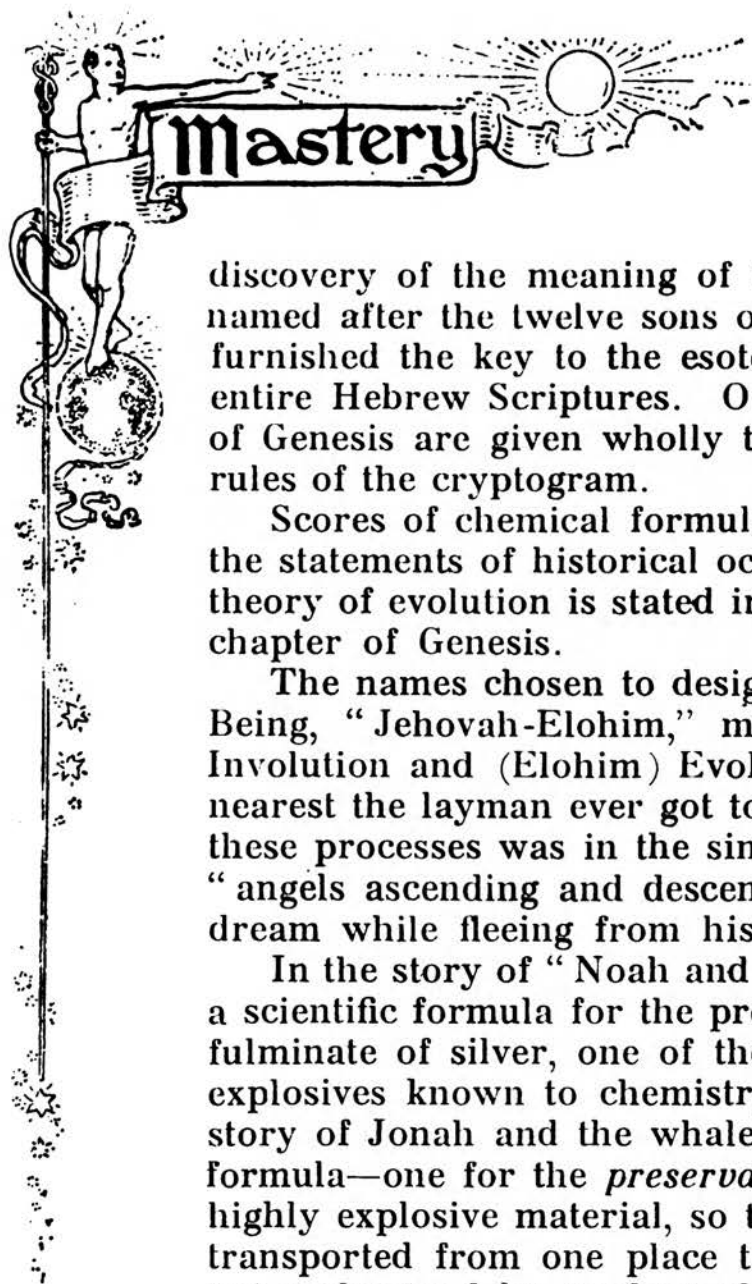 Mastery
discovery of the meaning of
named after the twelve sons o
furnished the key to the esot
entire Hebrew Scriptures. O
of Genesis are given wholly t
rules of the cryptogram.
Scores of chemical formul
the statements of historical oc
theory of evolution is stated i
chapter of Genesis.
The names chosen to desig
Being, “Jehovah-Elohim,” m
Involution and (Elohim) Evol
nearest the layman ever got to
these processes was in the sin
“angels ascending and descen
dream while fleeing from his
In the story of “Noah and
a scientific formula for the pr
fulminate of silver, one of the
explosives known to chemistr
story of Jonah and the whale
formula—one for the preserva
highly explosive material, so t
transported from one place t